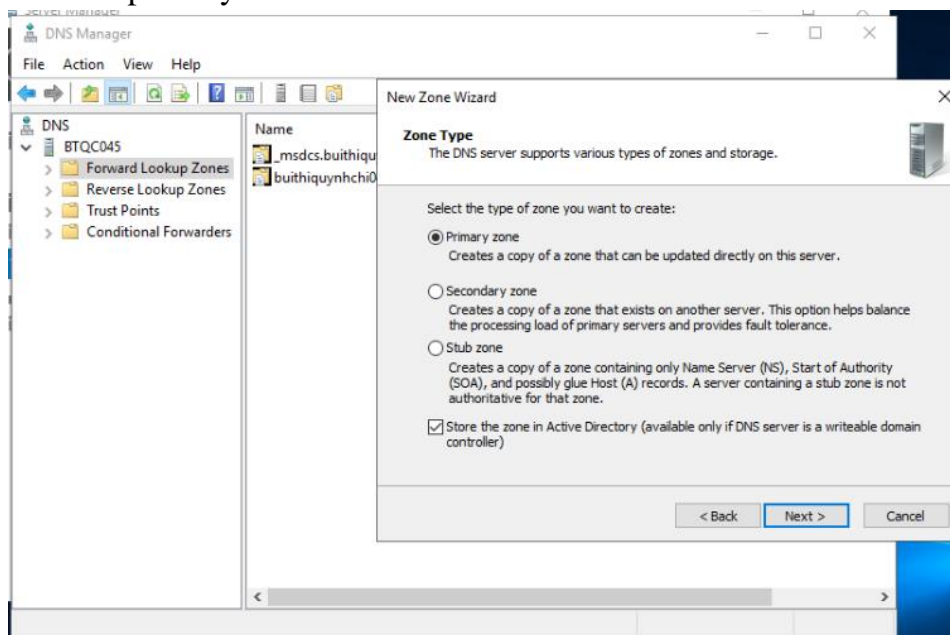 Server Manager
DNS Manager
File Action View Help
DNS
BTQC045
Forward Lookup Zones
Reverse Lookup Zones
Trust Points
Conditional Forwarders
Name
_msdcs.buithiqu
buithiquynhchi0
New Zone Wizard
Zone Type
The DNS server supports various types of zones and storage.
Select the type of zone you want to create:
Primary zone
Creates a copy of a zone that can be updated directly on this server.
Secondary zone
Creates a copy of a zone that exists on another server. This option helps balance
the processing load of primary servers and provides fault tolerance.
Stub zone
Creates a copy of a zone containing only Name Server (NS), Start of Authority
(SOA), and possibly glue Host (A) records. A server containing a stub zone is not
authoritative for that zone.
Store the zone in Active Directory (available only if DNS server is a writeable domain
controller)
< Back Next > Cancel